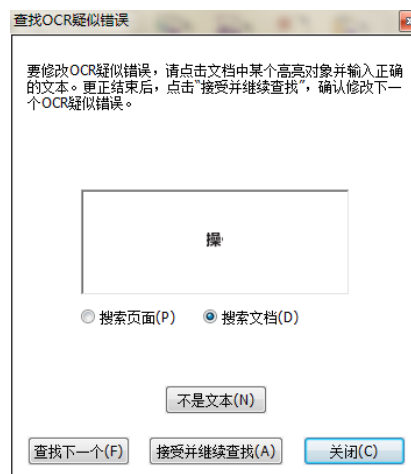 查找OCR疑似错误
要修改OCR疑似错误，请点击文档中某个高亮对象并输入正确
的文本。更正结束后，点击“接受并继续查找”，确认修改下一
个OCR疑似错误。
操
搜索页面(P) 搜索文档(D)
不是文本(N)
查找下一个(F) 接受并继续查找(A) 关闭(C)